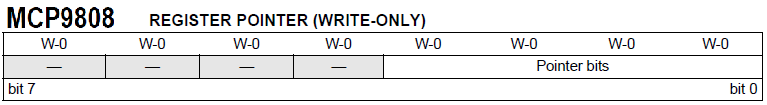 MCP9808 REGISTER POINTER (WRITE-ONLY)
W-0 W-0 W-0 W-0 W-0 W-0 W-0 W-0
— — — — Pointer bits
bit 7 bit 0